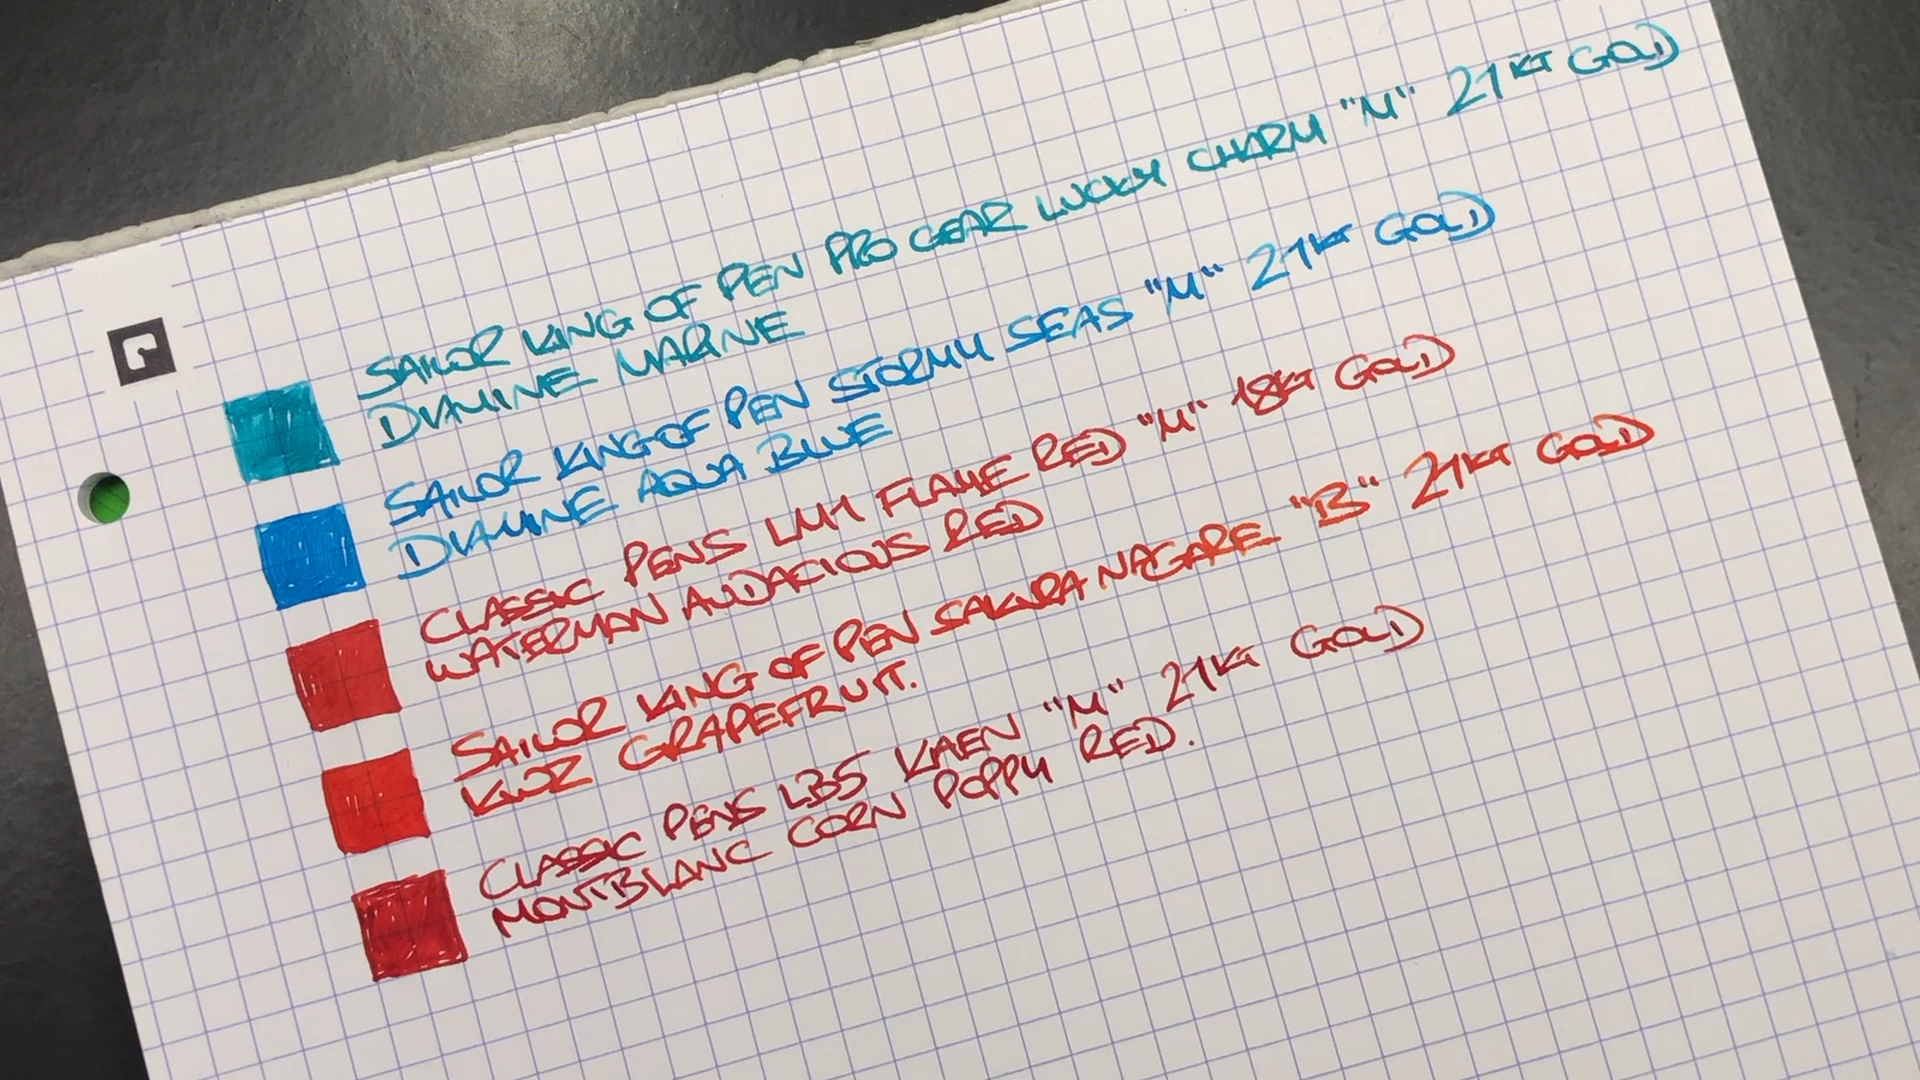 SAILOR KING OF PEN PRO GEAR LUCKY CHARM "M" 21KT GOLD
DIAMINE MARINE
SAILOR KING OF PEN STORMY SEAS "M" 21KT GOLD
DIAMINE AQUA BLUE
CLASSIC PENS LM1 FLAME RED "M" 18KT GOLD
WATERMAN AUDACIOUS RED
SAILOR KING OF PEN SAKURA NAGARE "B" 21KT GOLD
KWZ GRAPEFRUIT.
CLASSIC PENS LB5 KAEN "M" 21KT GOLD
MONTBLANC CORN POPPY RED.